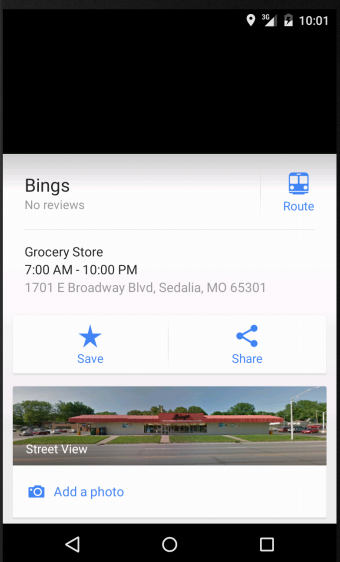 3G
10:01
Bings
No reviews
Route
Grocery Store
7:00 AM - 10:00 PM
1701 E Broadway Blvd, Sedalia, MO 65301
Save
Share
Bings
Street View
Add a photo